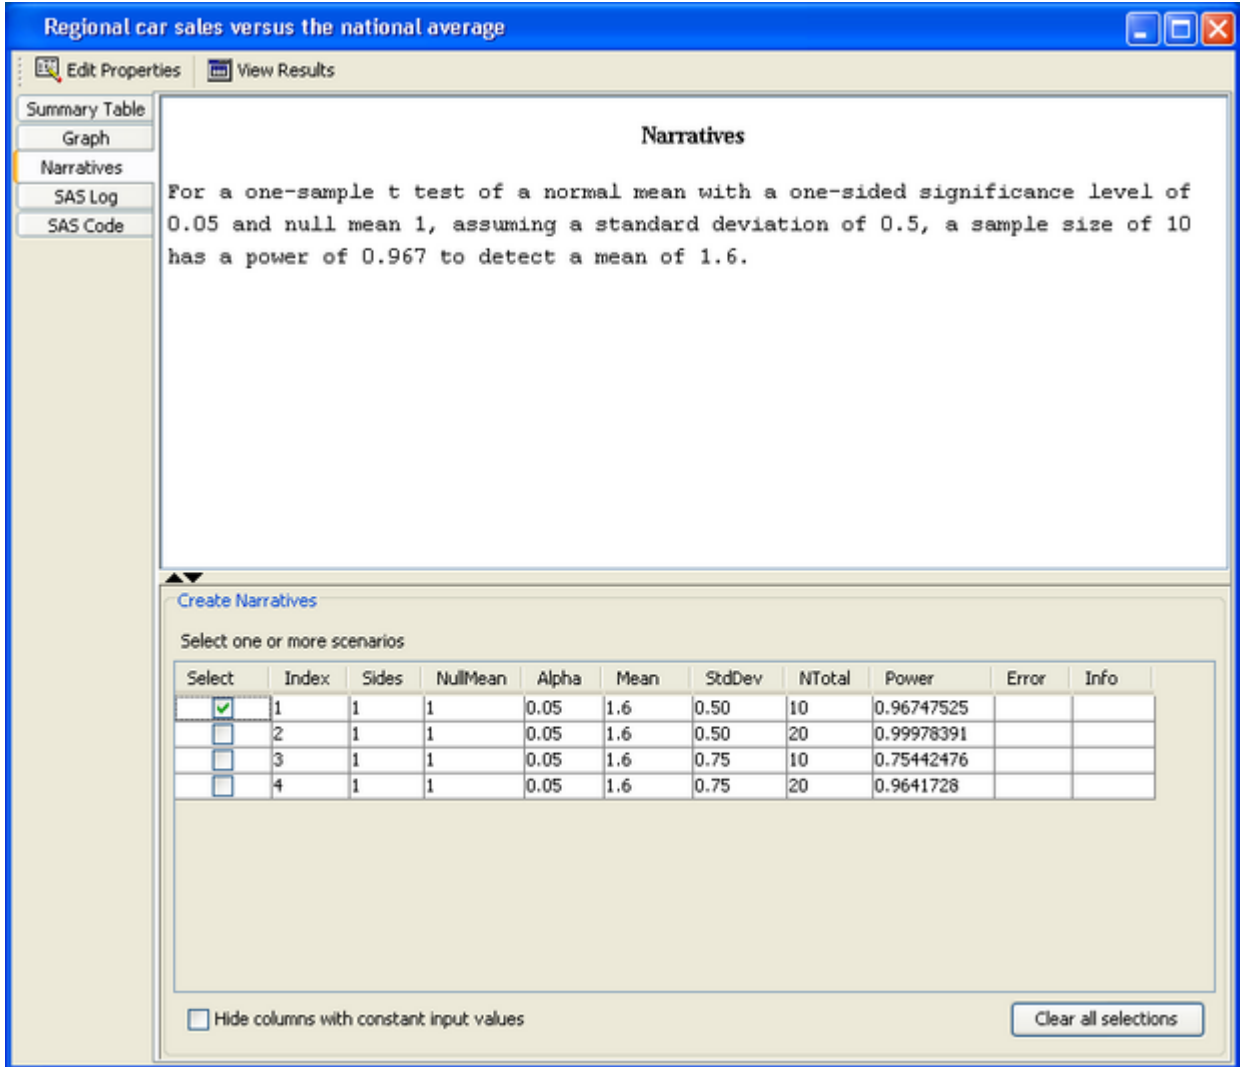 Regional car sales versus the national average
Edit Properties View Results
Summary Table
Graph
Narratives
SAS Log
SAS Code
Narratives
For a one-sample t test of a normal mean with a one-sided significance level of
0.05 and null mean 1, assuming a standard deviation of 0.5, a sample size of 10
has a power of 0.967 to detect a mean of 1.6.
Create Narratives
Select one or more scenarios
Select Index Sides NullMean Alpha Mean StdDev NTotal Power Error Info
1 1 1 0.05 1.6 0.50 10 0.96747525
2 1 1 0.05 1.6 0.50 20 0.99978391
3 1 1 0.05 1.6 0.75 10 0.75442476
4 1 1 0.05 1.6 0.75 20 0.9641728
Hide columns with constant input values
Clear all selections